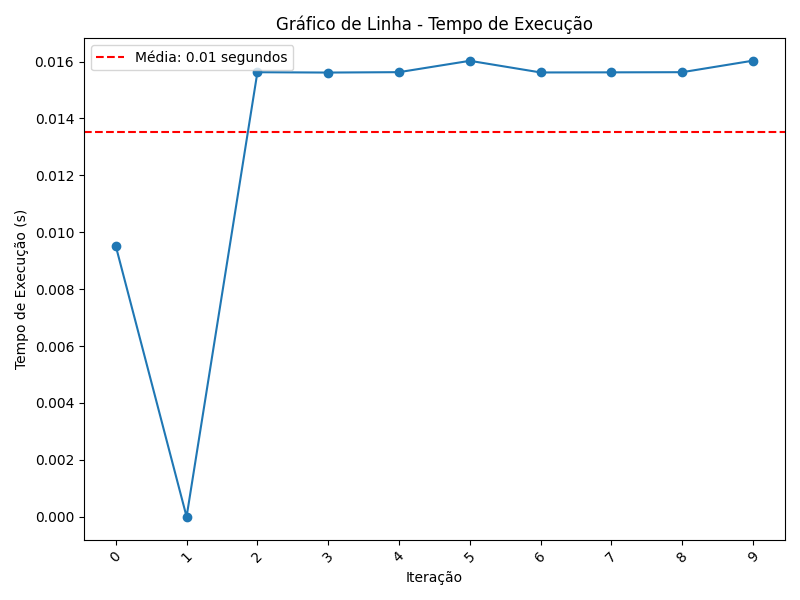 Gráfico de Linha - Tempo de Execução
Média: 0.01 segundos
0.016
0.014
0.012
0.010
0.008
0.006
0.004
0.002
0.000
Tempo de Execução (s)
0 1 2 3 4 5 6 7 8 9
Iteração